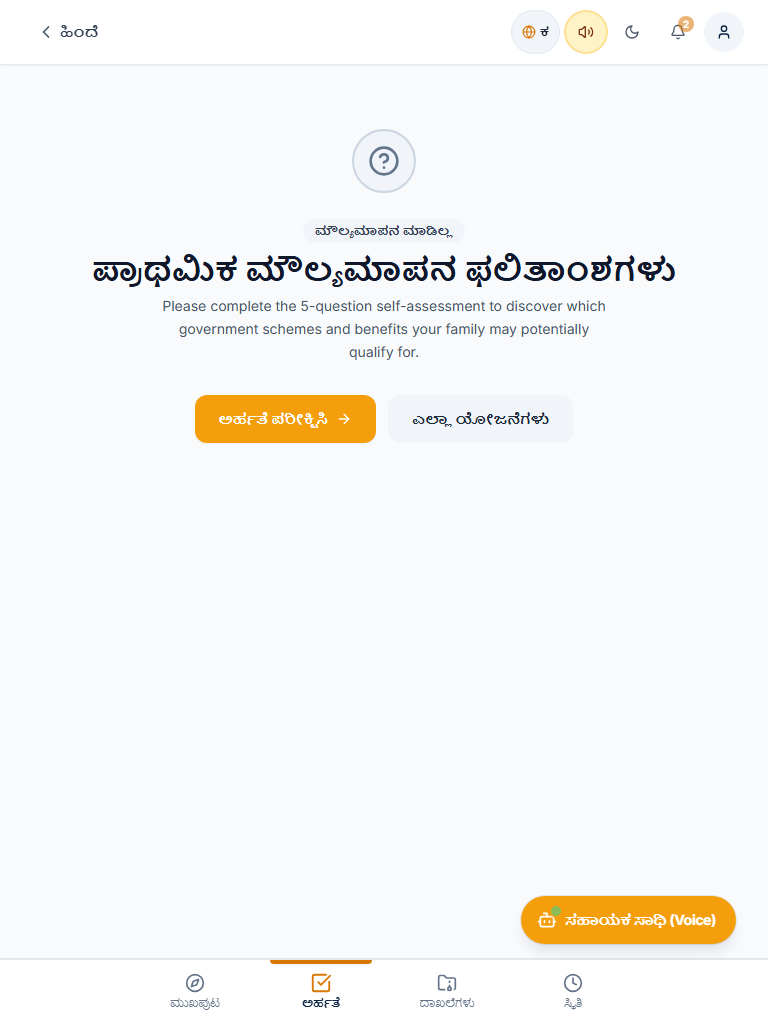 ಹಿಂದೆ
ಕ
2
ಮೌಲ್ಯಮಾಪನ ಮಾಡಿಲ್ಲ
ಪ್ರಾಥಮಿಕ ಮೌಲ್ಯಮಾಪನ ಫಲಿತಾಂಶಗಳು
Please complete the 5-question self-assessment to discover which
government schemes and benefits your family may potentially
qualify for.
ಅರ್ಹತೆ ಪರೀಕ್ಷಿಸಿ
ಎಲ್ಲಾ ಯೋಜನೆಗಳು
ಸಹಾಯಕ ಸಾಥಿ (Voice)
ಮುಖಪುಟ
ಅರ್ಹತೆ
ದಾಖಲೆಗಳು
ಸ್ಥಿತಿ